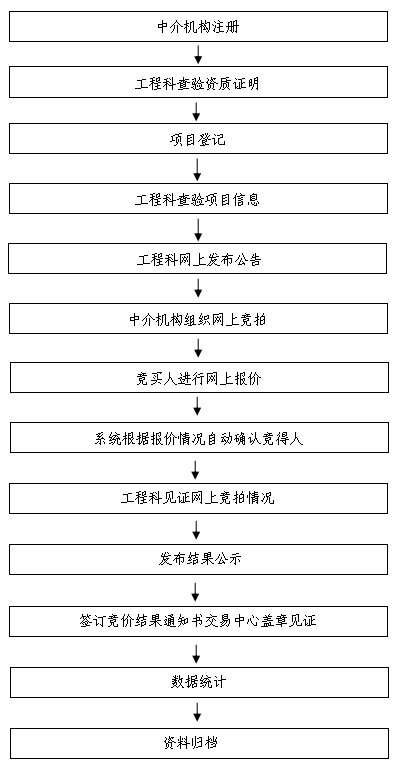 中介机构注册
工程科查验资质证明
项目登记
工程科查验项目信息
工程科网上发布公告
中介机构组织网上竞拍
竞买人进行网上报价
系统根据报价情况自动确认竞得人
工程科见证网上竞拍情况
发布结果公示
签订竞价结果通知书交易中心盖章见证
数据统计
资料归档